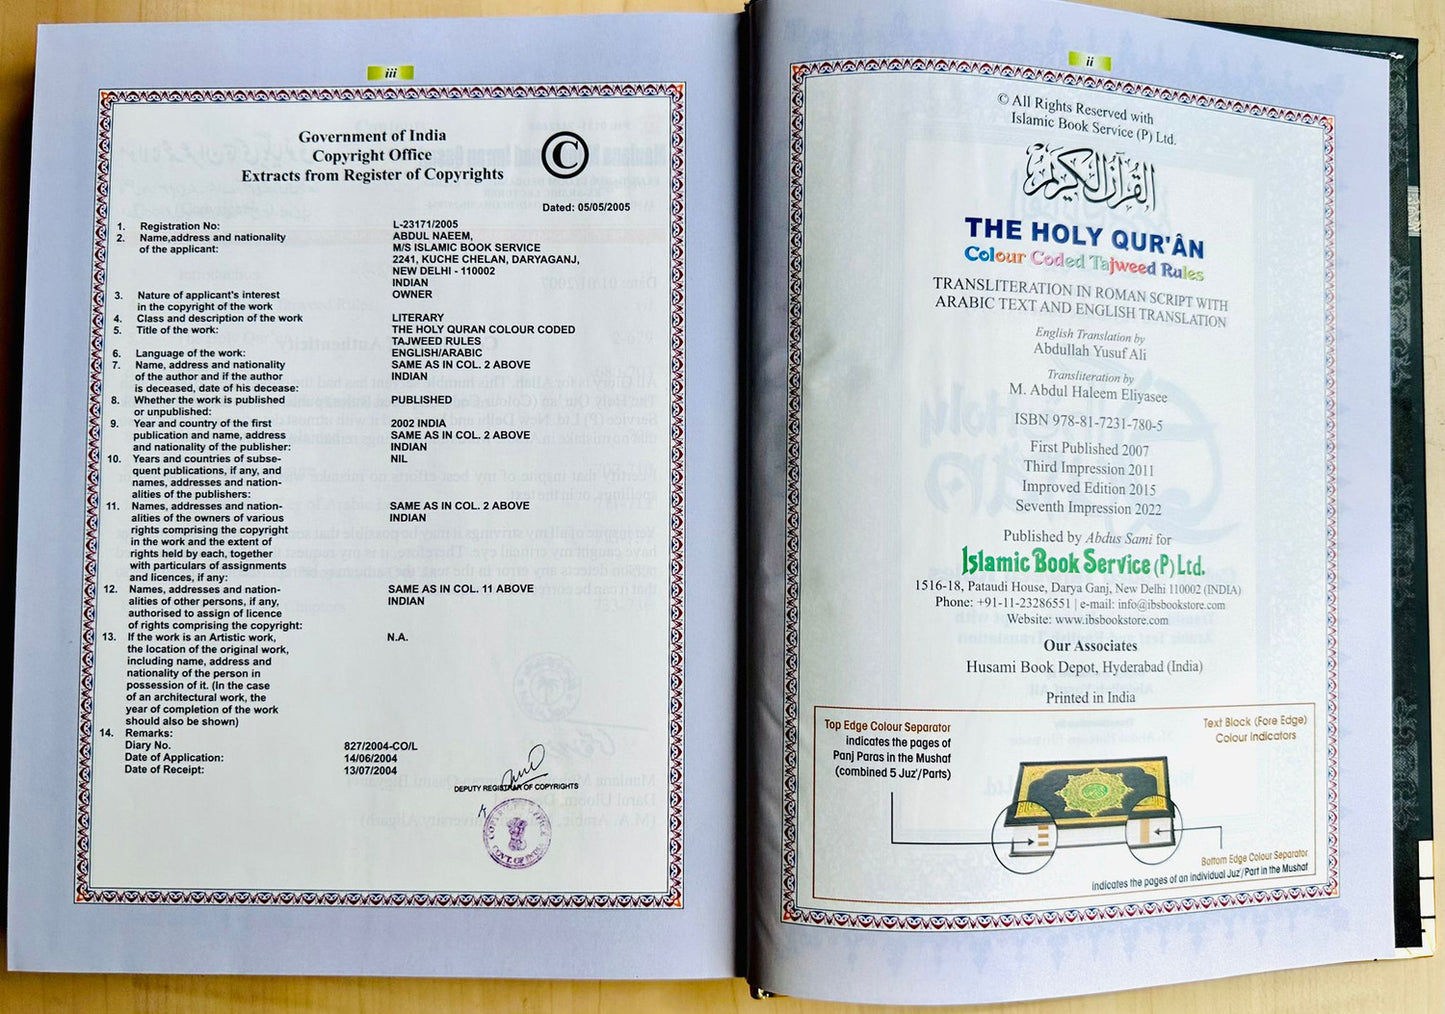 iii
Government of India
Copyright Office
Extracts from Register of Copyrights
©
Dated: 05/05/2005
1. Registration No: L-23171/2005
2. Name,address and nationality ABDUL NAEEM,
of the applicant: M/S ISLAMIC BOOK SERVICE
2241, KUCHE CHELAN, DARYAGANJ,
NEW DELHI - 110002
INDIAN
3. Nature of applicant's interest OWNER
in the copyright of the work
4. Class and description of the work LITERARY
5. Title of the work: THE HOLY QURAN COLOUR CODED
TAJWEED RULES
6. Language of the work: ENGLISH/ARABIC
7. Name, address and nationality SAME AS IN COL. 2 ABOVE
of the author and if the author INDIAN
is deceased, date of his decease:
8. Whether the work is published PUBLISHED
or unpublished:
9. Year and country of the first 2002 INDIA
publication and name, address SAME AS IN COL. 2 ABOVE
and nationality of the publisher: INDIAN
10. Years and countries of subse- NIL
quent publications, if any, and
names, addresses and nation-
alities of the publishers:
11. Names, addresses and nation- SAME AS IN COL. 2 ABOVE
alities of the owners of various INDIAN
rights comprising the copyright
in the work and the extent of
rights held by each, together
with particulars of assignments
and licences, if any:
12. Names, addresses and nation- SAME AS IN COL. 11 ABOVE
alities of other persons, if any, INDIAN
authorised to assign of licence
of rights comprising the copyright:
13. If the work is an Artistic work, N.A.
the location of the original work,
including name, address and
nationality of the person in
possession of it. (In the case
of an architectural work, the
year of completion of the work
should also be shown)
14. Remarks:
Diary No. 827/2004-CO/L
Date of Application: 14/06/2004
Date of Receipt: 13/07/2004
DEPUTY REGISTRAR OF COPYRIGHTS
COPYRIGHT OFFICE
GOVT. OF INDIA
ii
© All Rights Reserved with
Islamic Book Service (P) Ltd.
القرآن الكريم
THE HOLY QUR'ÂN
Colour Coded Tajweed Rules
TRANSLITERATION IN ROMAN SCRIPT WITH
ARABIC TEXT AND ENGLISH TRANSLATION
English Translation by
Abdullah Yusuf Ali
Transliteration by
M. Abdul Haleem Eliyasee
ISBN 978-81-7231-780-5
First Published 2007
Third Impression 2011
Improved Edition 2015
Seventh Impression 2022
Published by Abdus Sami for
Islamic Book Service (P) Ltd.
1516-18, Pataudi House, Darya Ganj, New Delhi 110002 (INDIA)
Phone: +91-11-23286551 | e-mail: info@ibsbookstore.com
Website: www.ibsbookstore.com
Our Associates
Husami Book Depot, Hyderabad (India)
Printed in India
Top Edge Colour Separator
indicates the pages of
Panj Paras in the Mushaf
(combined 5 Juz'/Parts)
Text Block (Fore Edge)
Colour Indicators
Bottom Edge Colour Separator
indicates the pages of an individual Juz'/Part in the Mushaf